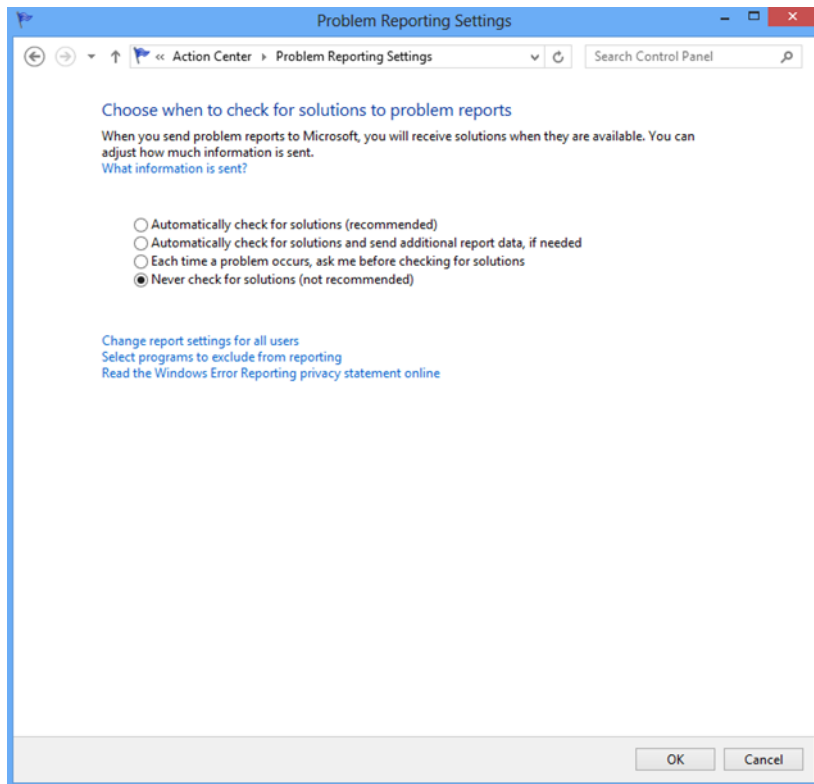 Problem Reporting Settings
« Action Center ▸ Problem Reporting Settings
Search Control Panel
Choose when to check for solutions to problem reports
When you send problem reports to Microsoft, you will receive solutions when they are available. You can
adjust how much information is sent.
What information is sent?
Automatically check for solutions (recommended)
Automatically check for solutions and send additional report data, if needed
Each time a problem occurs, ask me before checking for solutions
Never check for solutions (not recommended)
Change report settings for all users
Select programs to exclude from reporting
Read the Windows Error Reporting privacy statement online
OK
Cancel